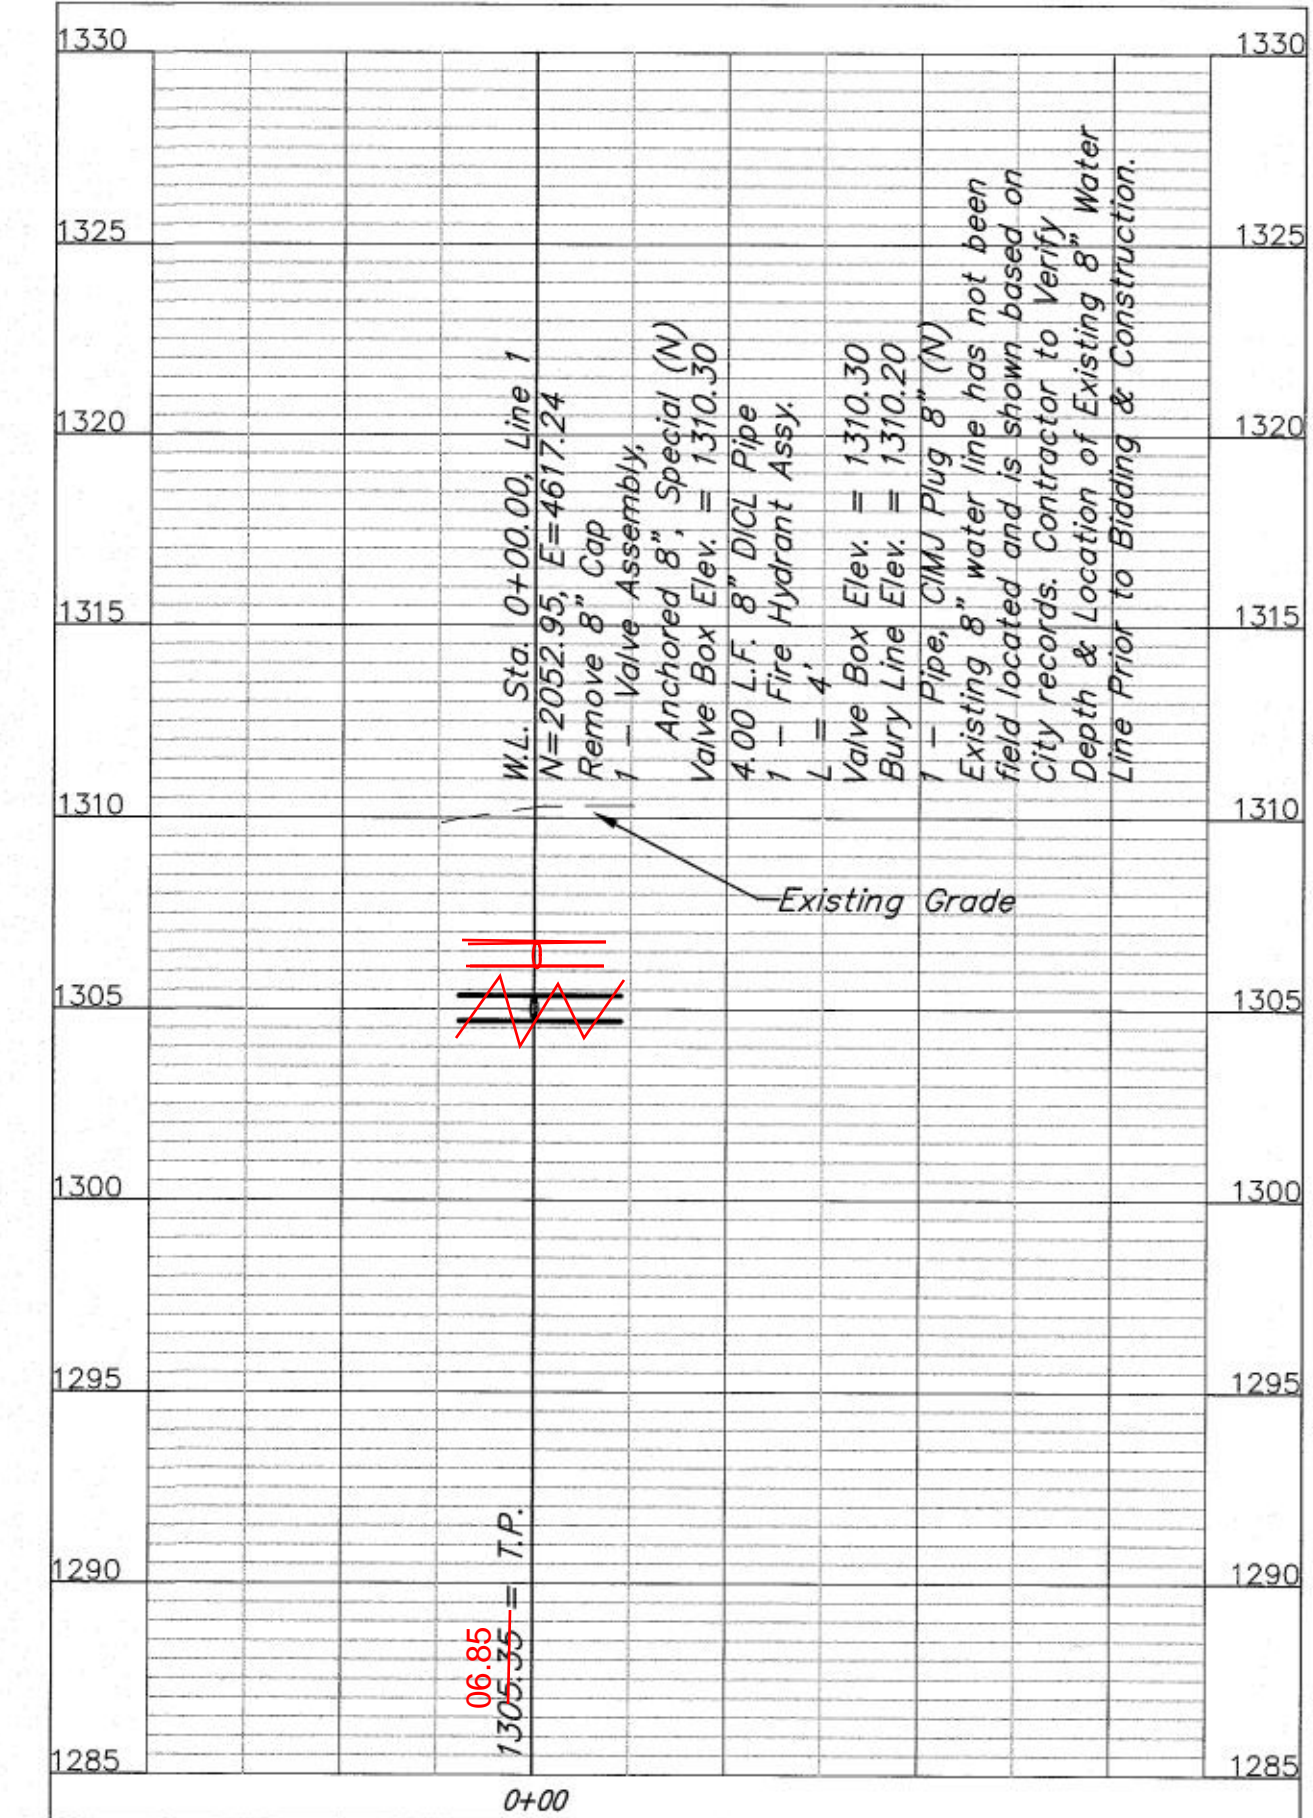 1330
1330
1325
1325
1320
1320
1315
1315
1310
1310
1305
1305
1300
1300
1295
1295
1290
1290
1285
1285
W.L. Sta. 0+00.00, Line 1
N=2052.95, E=4617.24
Remove 8" Cap
1 - Valve Assembly,
Anchored 8", Special (N)
Valve Box Elev. = 1310.30
4.00 L.F. 8" DICL Pipe
1 - Fire Hydrant Assy.
L = 4'
Valve Box Elev. = 1310.30
Bury Line Elev. = 1310.20
1 - Pipe, CIMJ Plug 8" (N)
Existing 8" water line has not been
field located and is shown based on
City records. Contractor to Verify
Depth & Location of Existing 8" Water
Line Prior to Bidding & Construction.
Existing Grade
06.85
1305.35 = T.P.
0+00